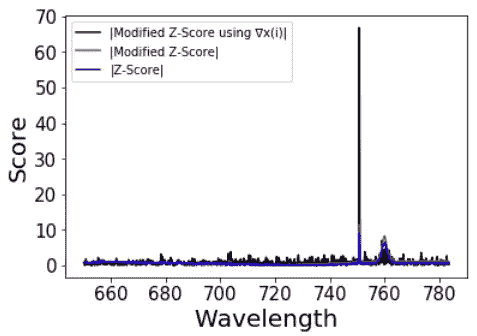 70
60
50
40
30
20
10
0
Score
|Modified Z-Score using ∇x(i)|
|Modified Z-Score|
|Z-Score|
660 680 700 720 740 760 780
Wavelength